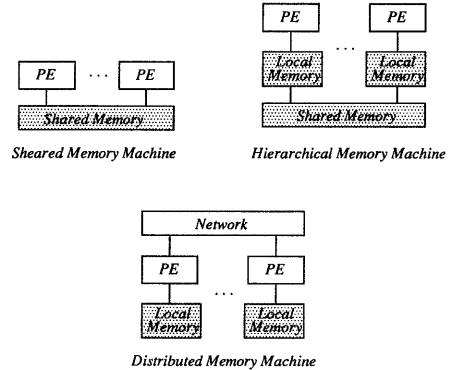 PE ... PE
Shared Memory
Sheared Memory Machine
PE ... PE
Local Memory
Local Memory
Shared Memory
Hierarchical Memory Machine
Network
PE PE
...
Local Memory
Local Memory
Distributed Memory Machine